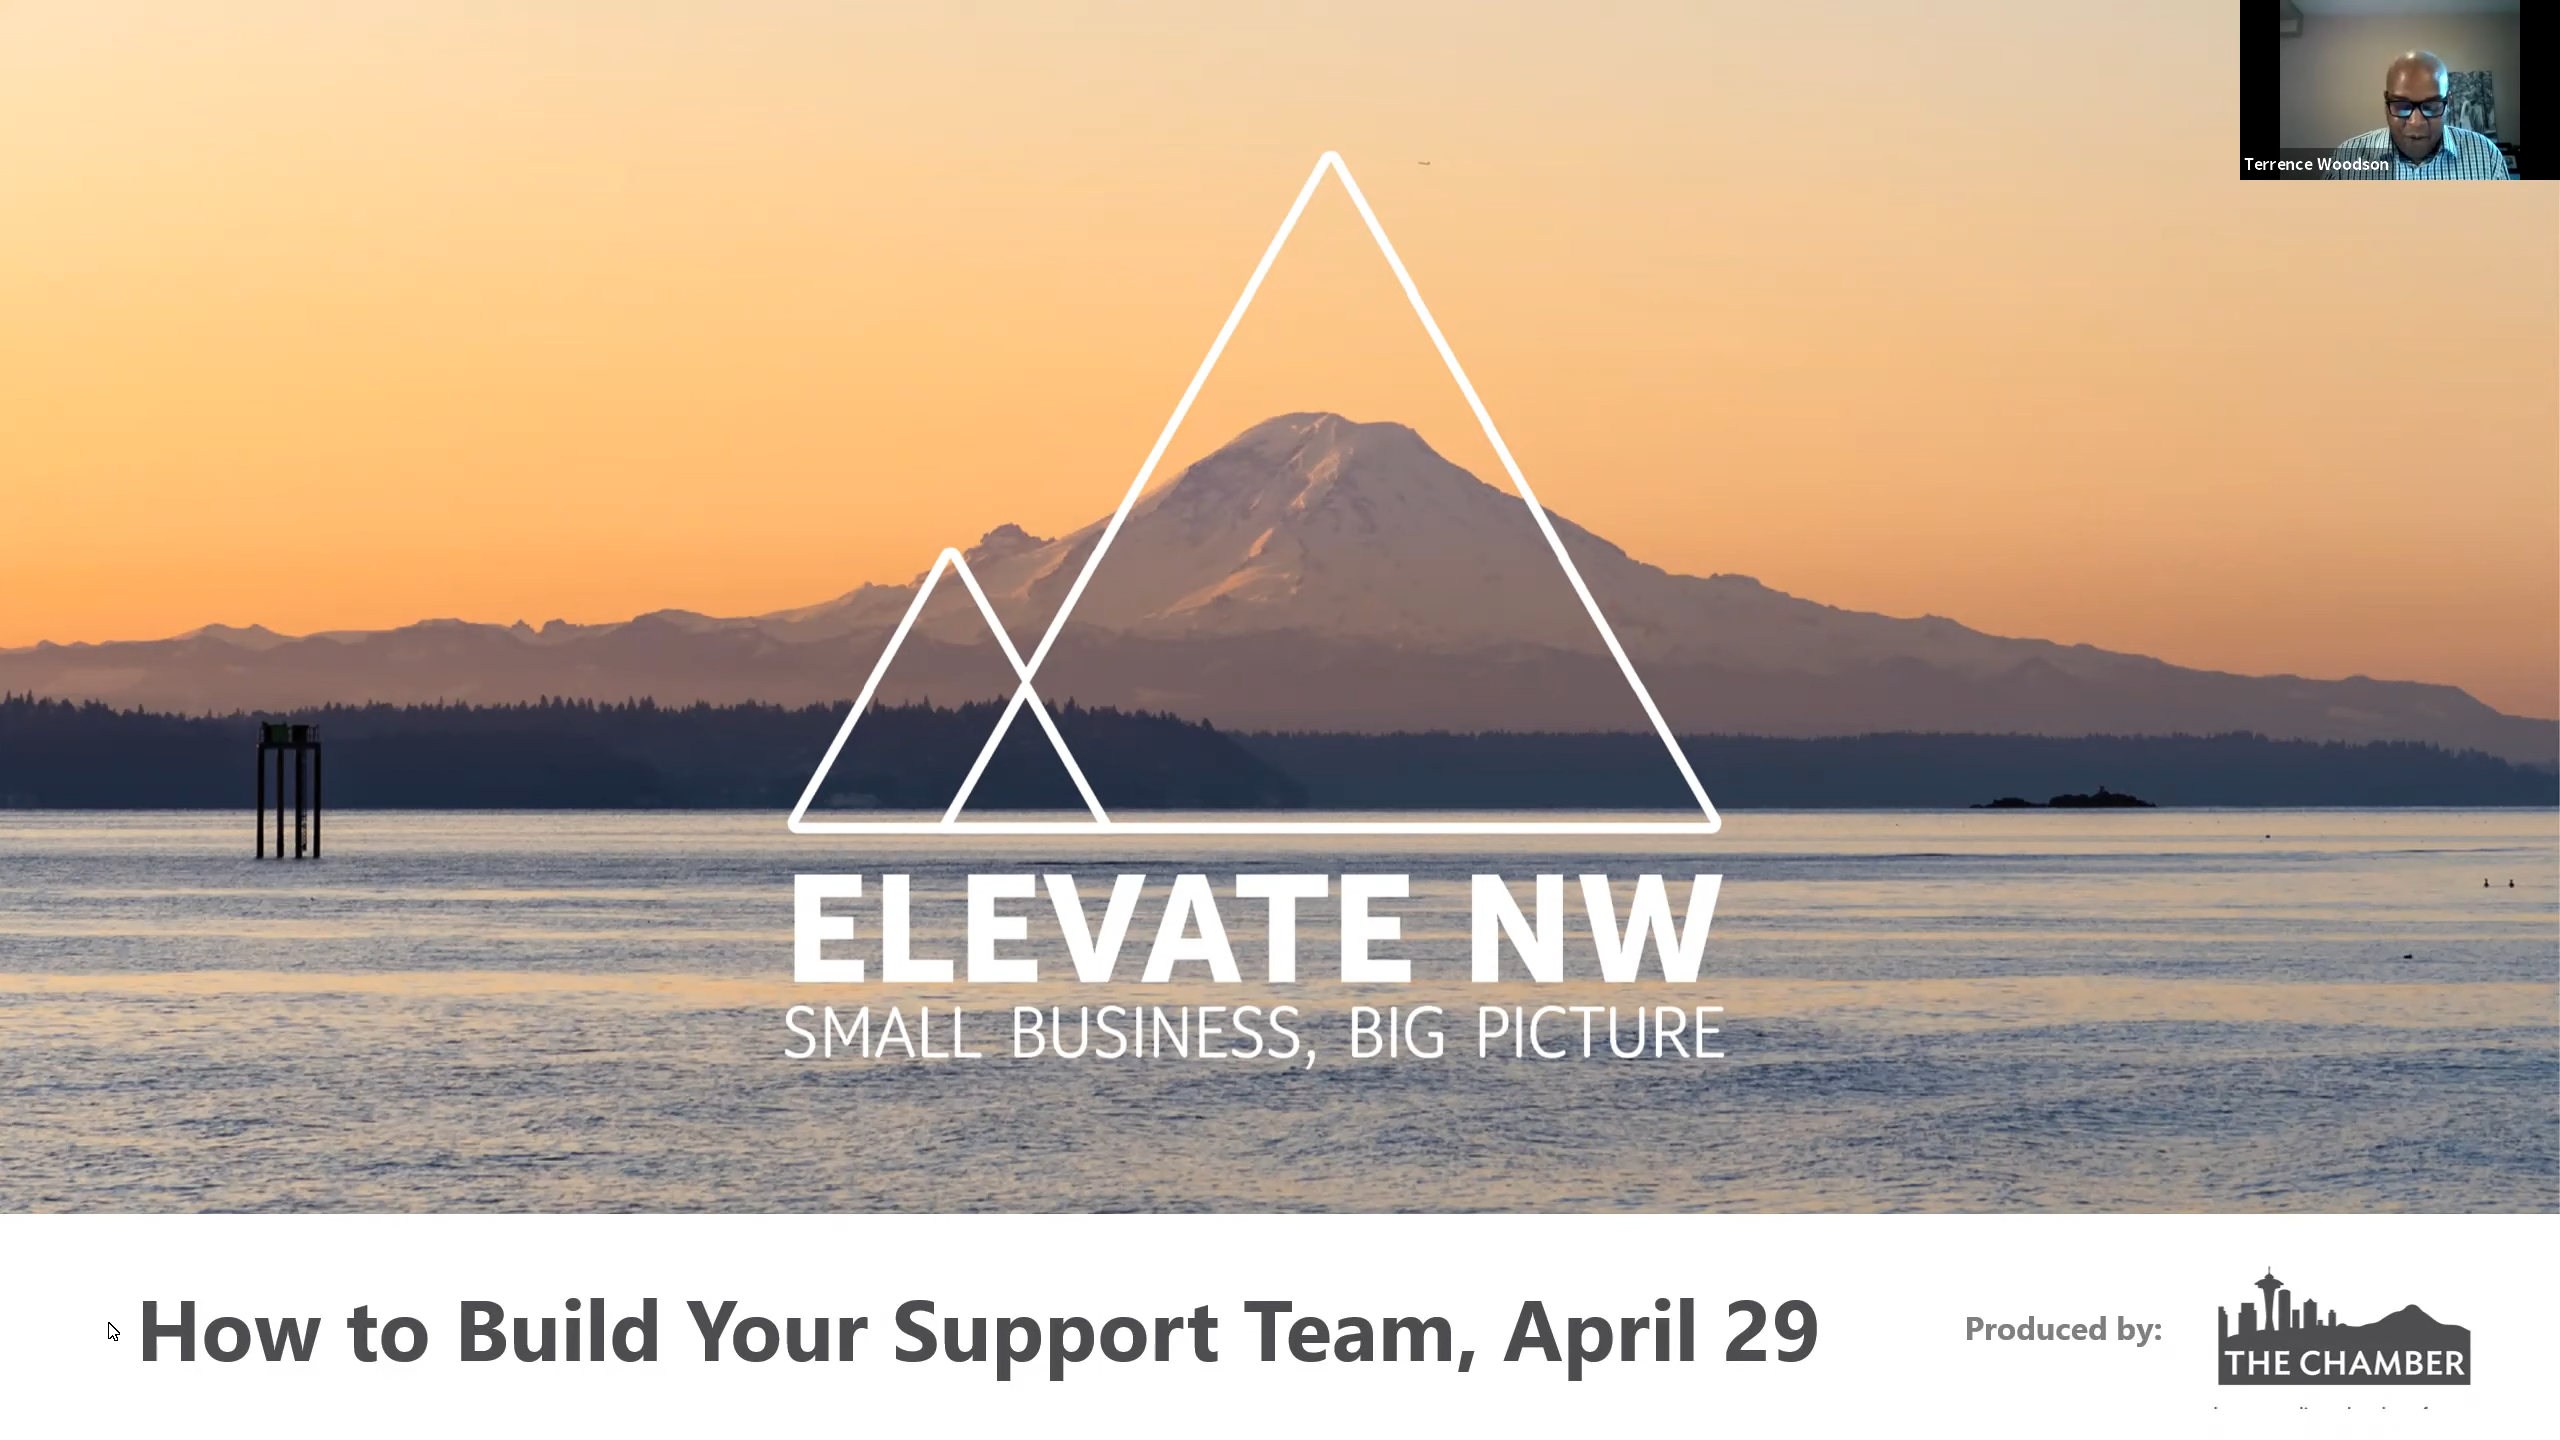 Terrence Woodson
ELEVATE NW
SMALL BUSINESS, BIG PICTURE
How to Build Your Support Team, April 29
Produced by:
THE CHAMBER